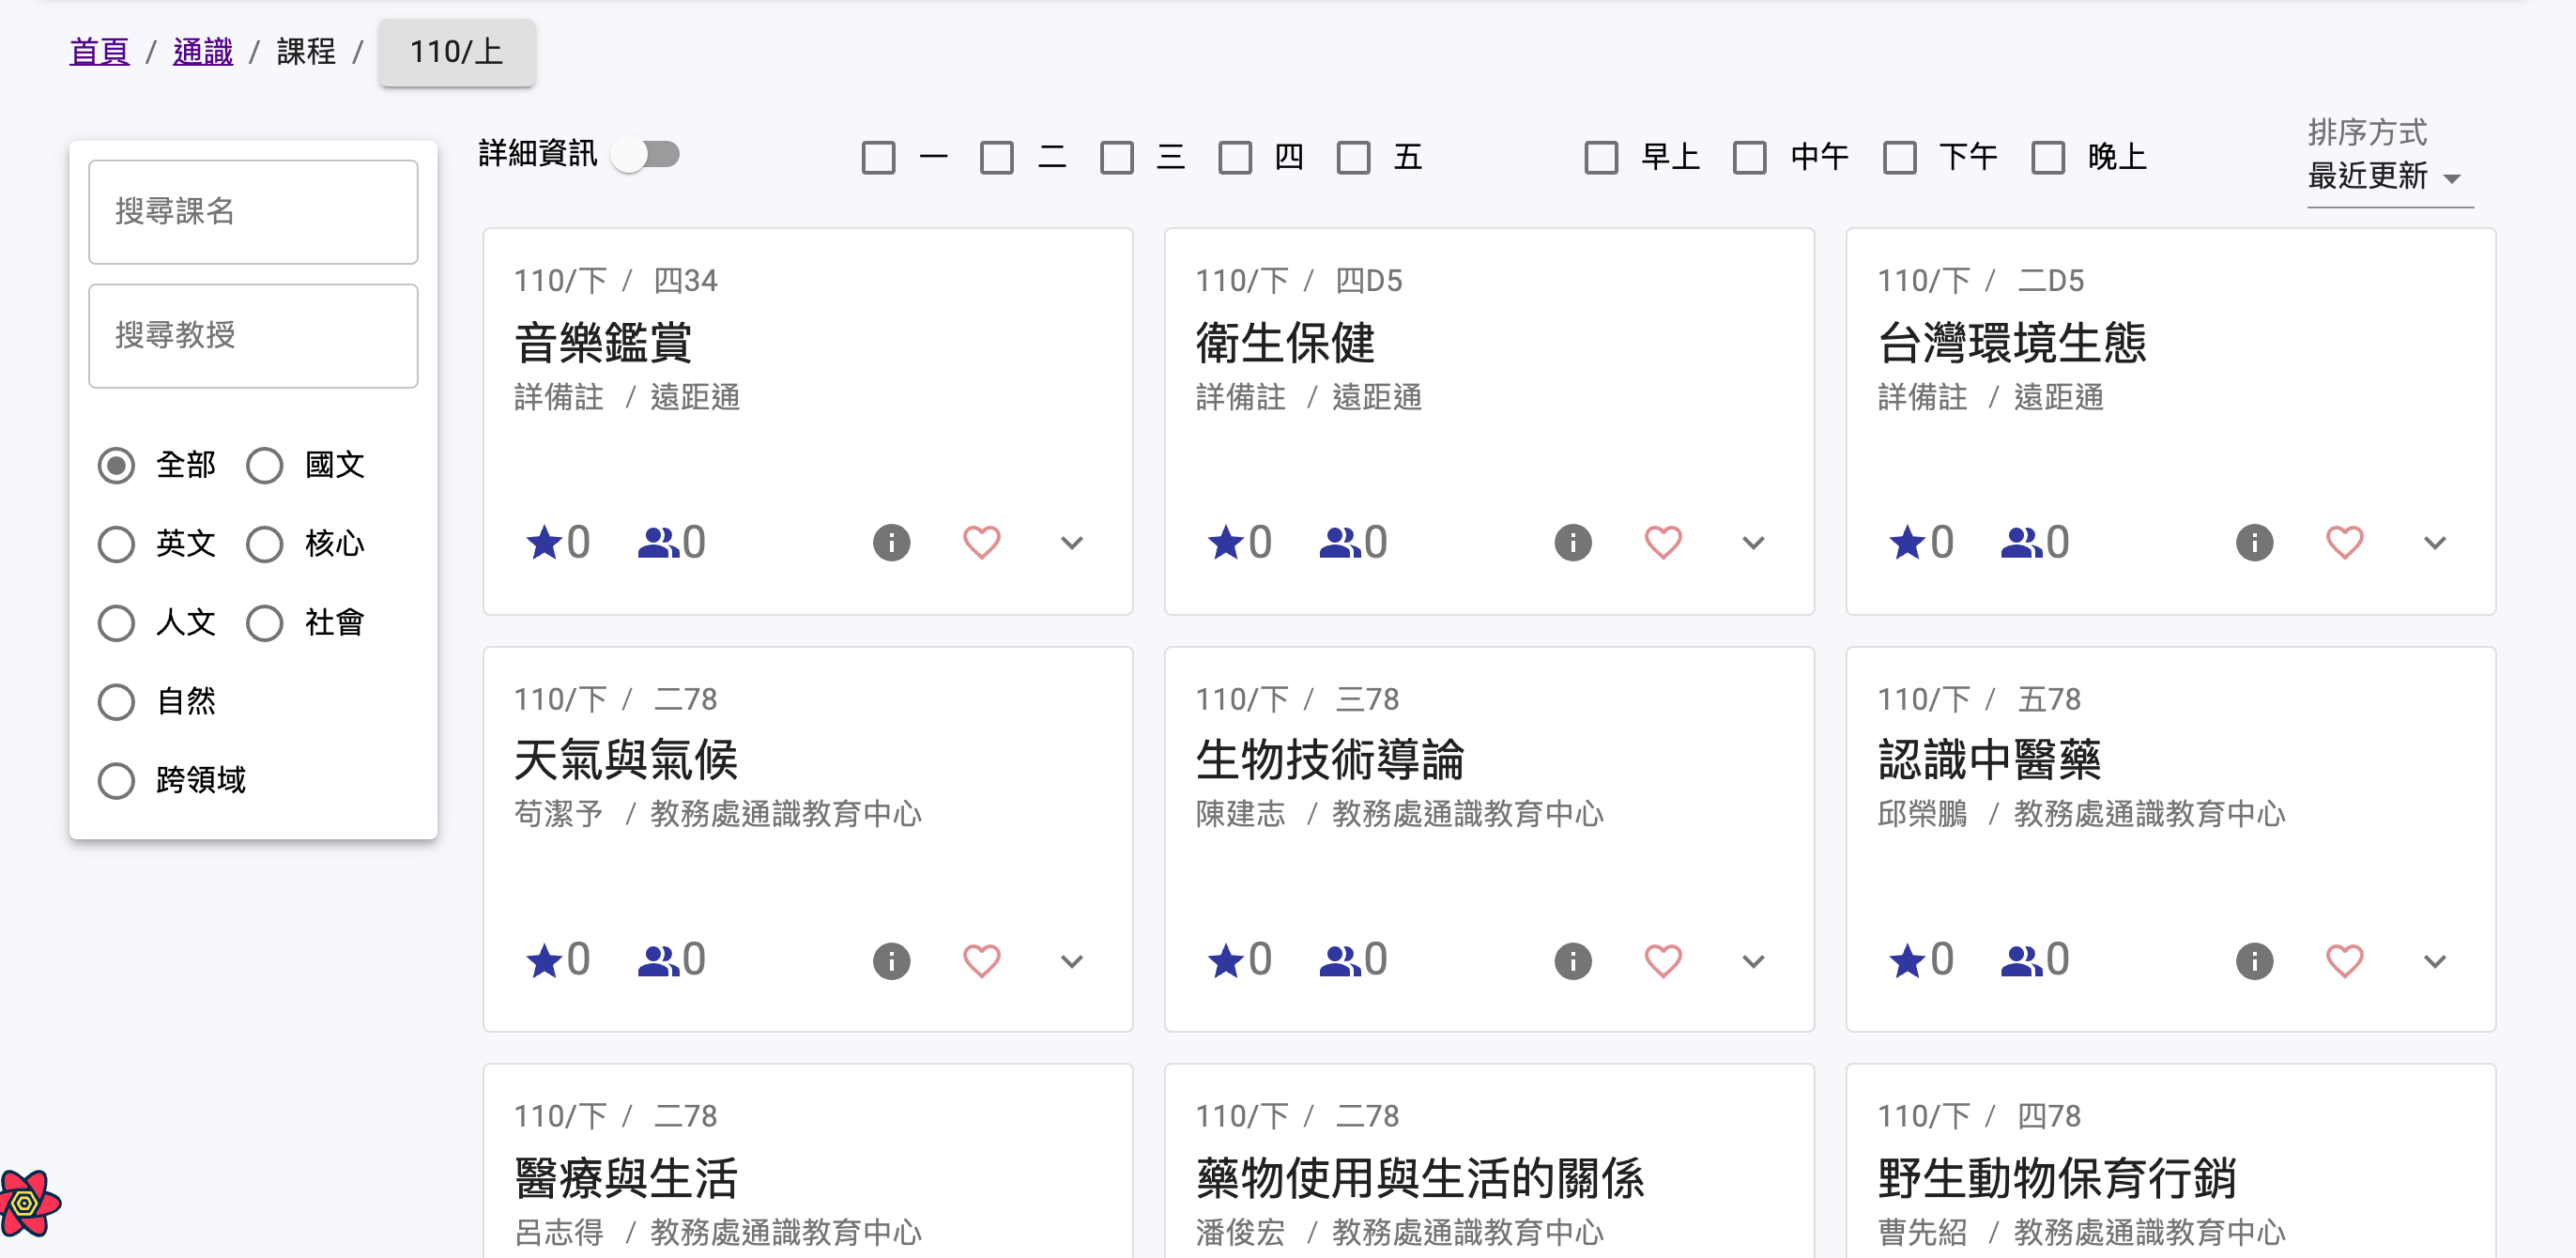 首頁 / 通識 / 課程 / 110/上
搜尋課名
搜尋教授
全部 國文
英文 核心
人文 社會
自然
跨領域
詳細資訊 一 二 三 四 五 早上 中午 下午 晚上
排序方式
最近更新
110/下 / 四34
音樂鑑賞
詳備註 / 遠距通
0 0
110/下 / 四D5
衛生保健
詳備註 / 遠距通
0 0
110/下 / 二D5
台灣環境生態
詳備註 / 遠距通
0 0
110/下 / 二78
天氣與氣候
苟潔予 / 教務處通識教育中心
0 0
110/下 / 三78
生物技術導論
陳建志 / 教務處通識教育中心
0 0
110/下 / 五78
認識中醫藥
邱榮鵬 / 教務處通識教育中心
0 0
110/下 / 二78
醫療與生活
呂志得 / 教務處通識教育中心
110/下 / 二78
藥物使用與生活的關係
潘俊宏 / 教務處通識教育中心
110/下 / 四78
野生動物保育行銷
曹先紹 / 教務處通識教育中心